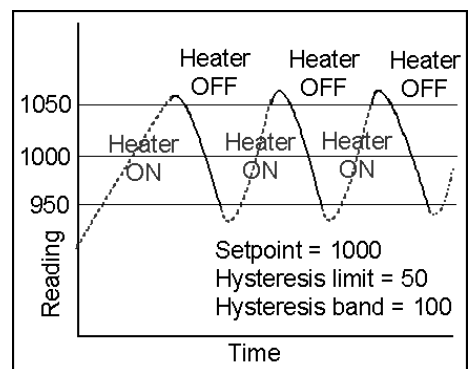 Heater
OFF
Heater
OFF
Heater
OFF
1050
Heater
ON
Heater
ON
Heater
ON
1000
950
Setpoint = 1000
Hysteresis limit = 50
Hysteresis band = 100
Reading
Time